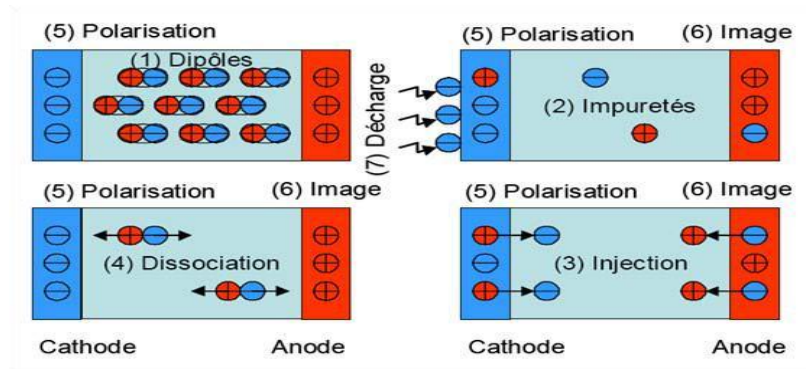 (5) Polarisation
(1) Dipôles
(5) Polarisation (6) Image
(2) Impuretés
(7) Décharge
(5) Polarisation (6) Image
(4) Dissociation
Cathode Anode
(5) Polarisation (6) Image
(3) Injection
Cathode Anode